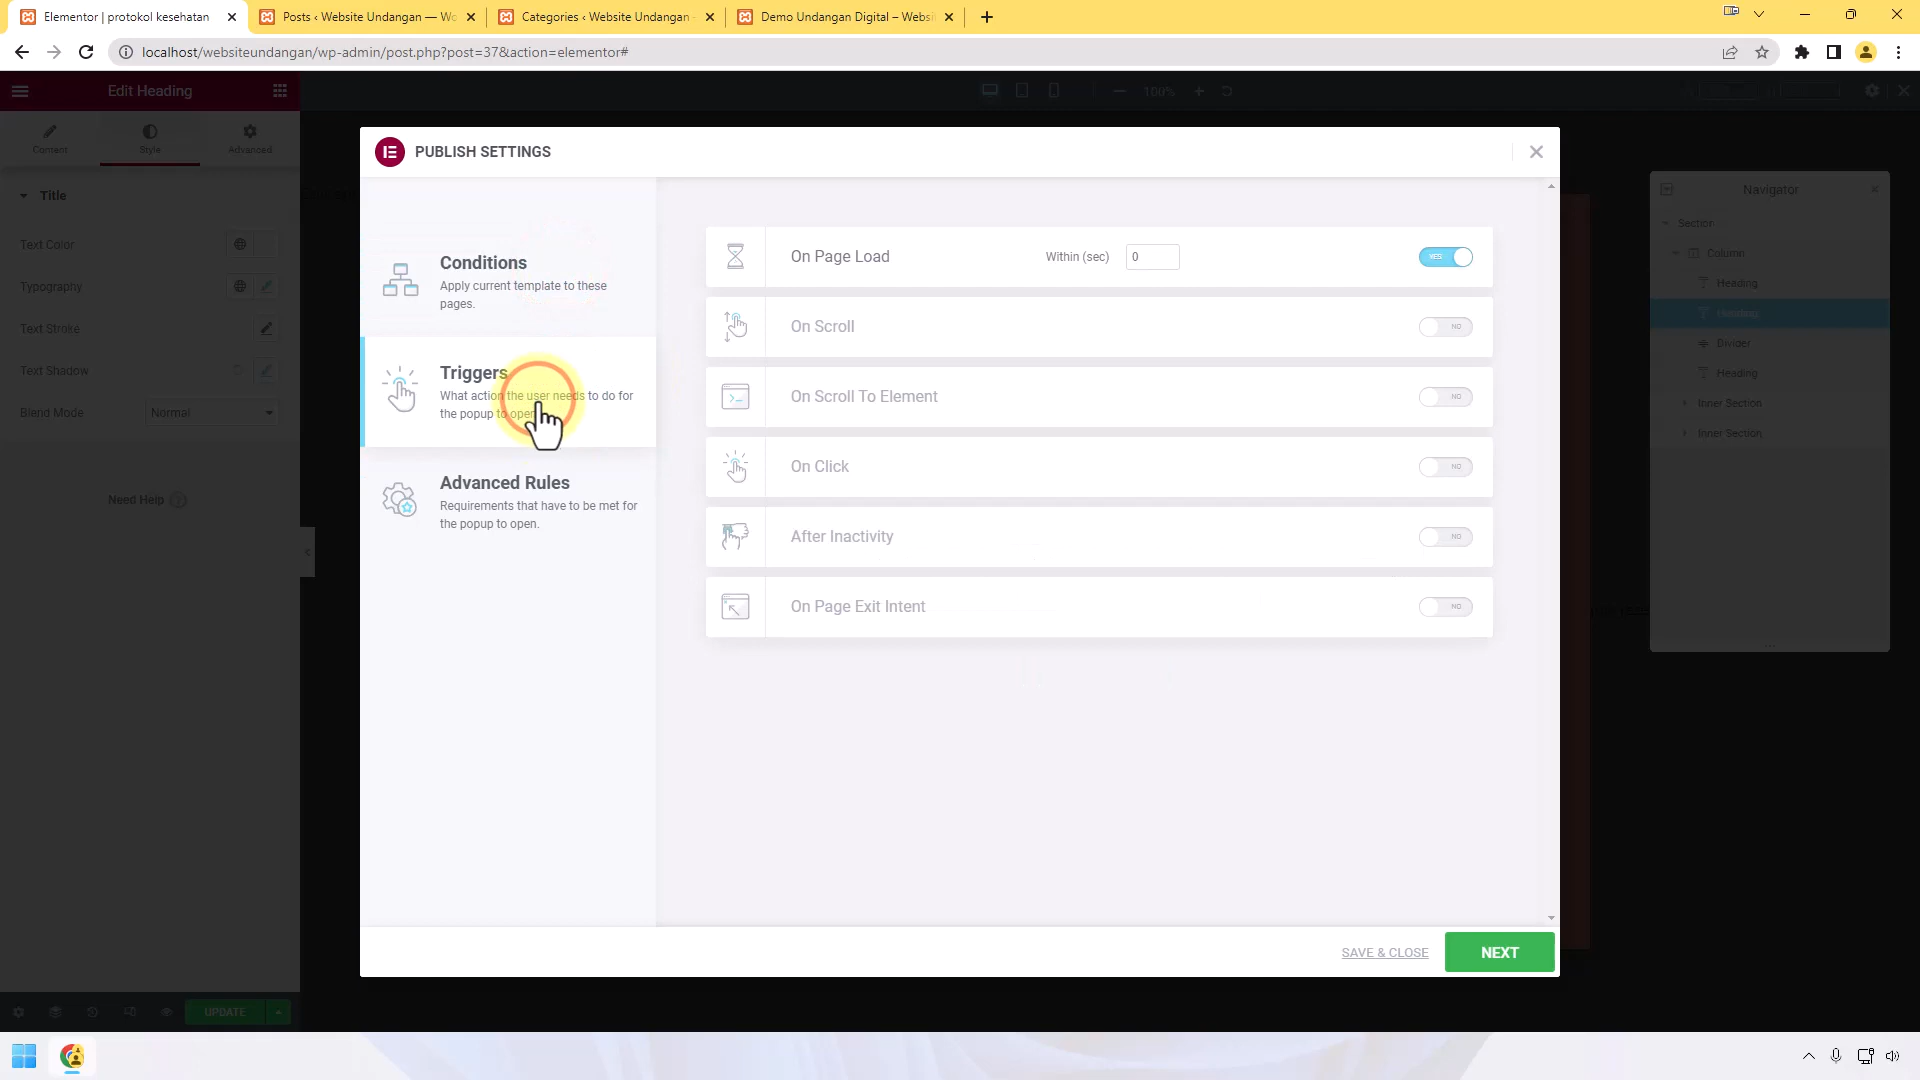 Elementor | protokol kesehatan
Posts ‹ Website Undangan — Wo
Categories ‹ Website Undangan
Demo Undangan Digital – Websi
localhost/websiteundangan/wp-admin/post.php?post=37&action=elementor#
Edit Heading
100%
Content
Style
Advanced
Title
Text Color
Typography
Text Stroke
Text Shadow
Blend Mode
Normal
Need Help
UPDATE
PUBLISH SETTINGS
Conditions
Apply current template to these
pages.
Triggers
What action the user needs to do for
the popup to open.
Advanced Rules
Requirements that have to be met for
the popup to open.
On Page Load
Within (sec)
0
YES
On Scroll
NO
On Scroll To Element
NO
On Click
NO
After Inactivity
NO
On Page Exit Intent
NO
SAVE & CLOSE
NEXT
Navigator
Section
Column
Heading
Heading
Divider
Heading
Inner Section
Inner Section